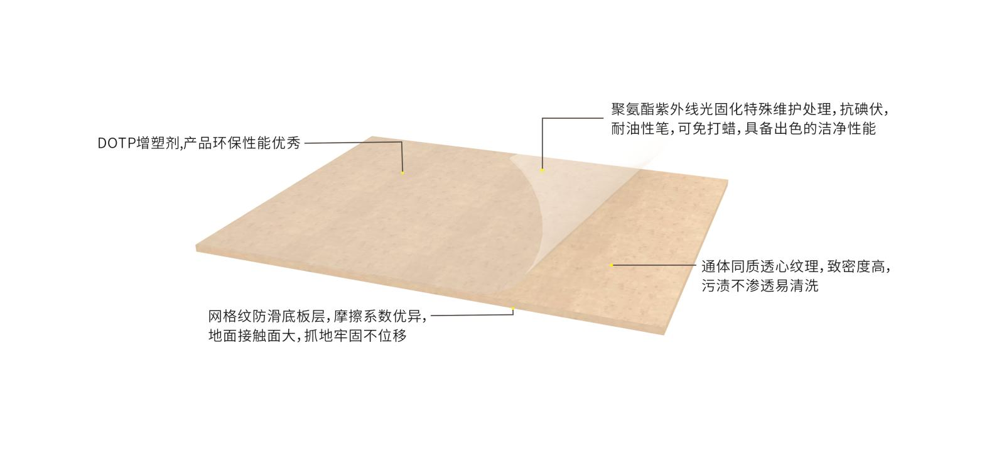 聚氨酯紫外线光固化特殊维护处理，抗碘伏，
耐油性笔，可免打蜡，具备出色的洁净性能
DOTP增塑剂,产品环保性能优秀
通体同质透心纹理，致密度高，
污渍不渗透易清洗
网格纹防滑底板层，摩擦系数优异，
地面接触面大，抓地牢固不位移